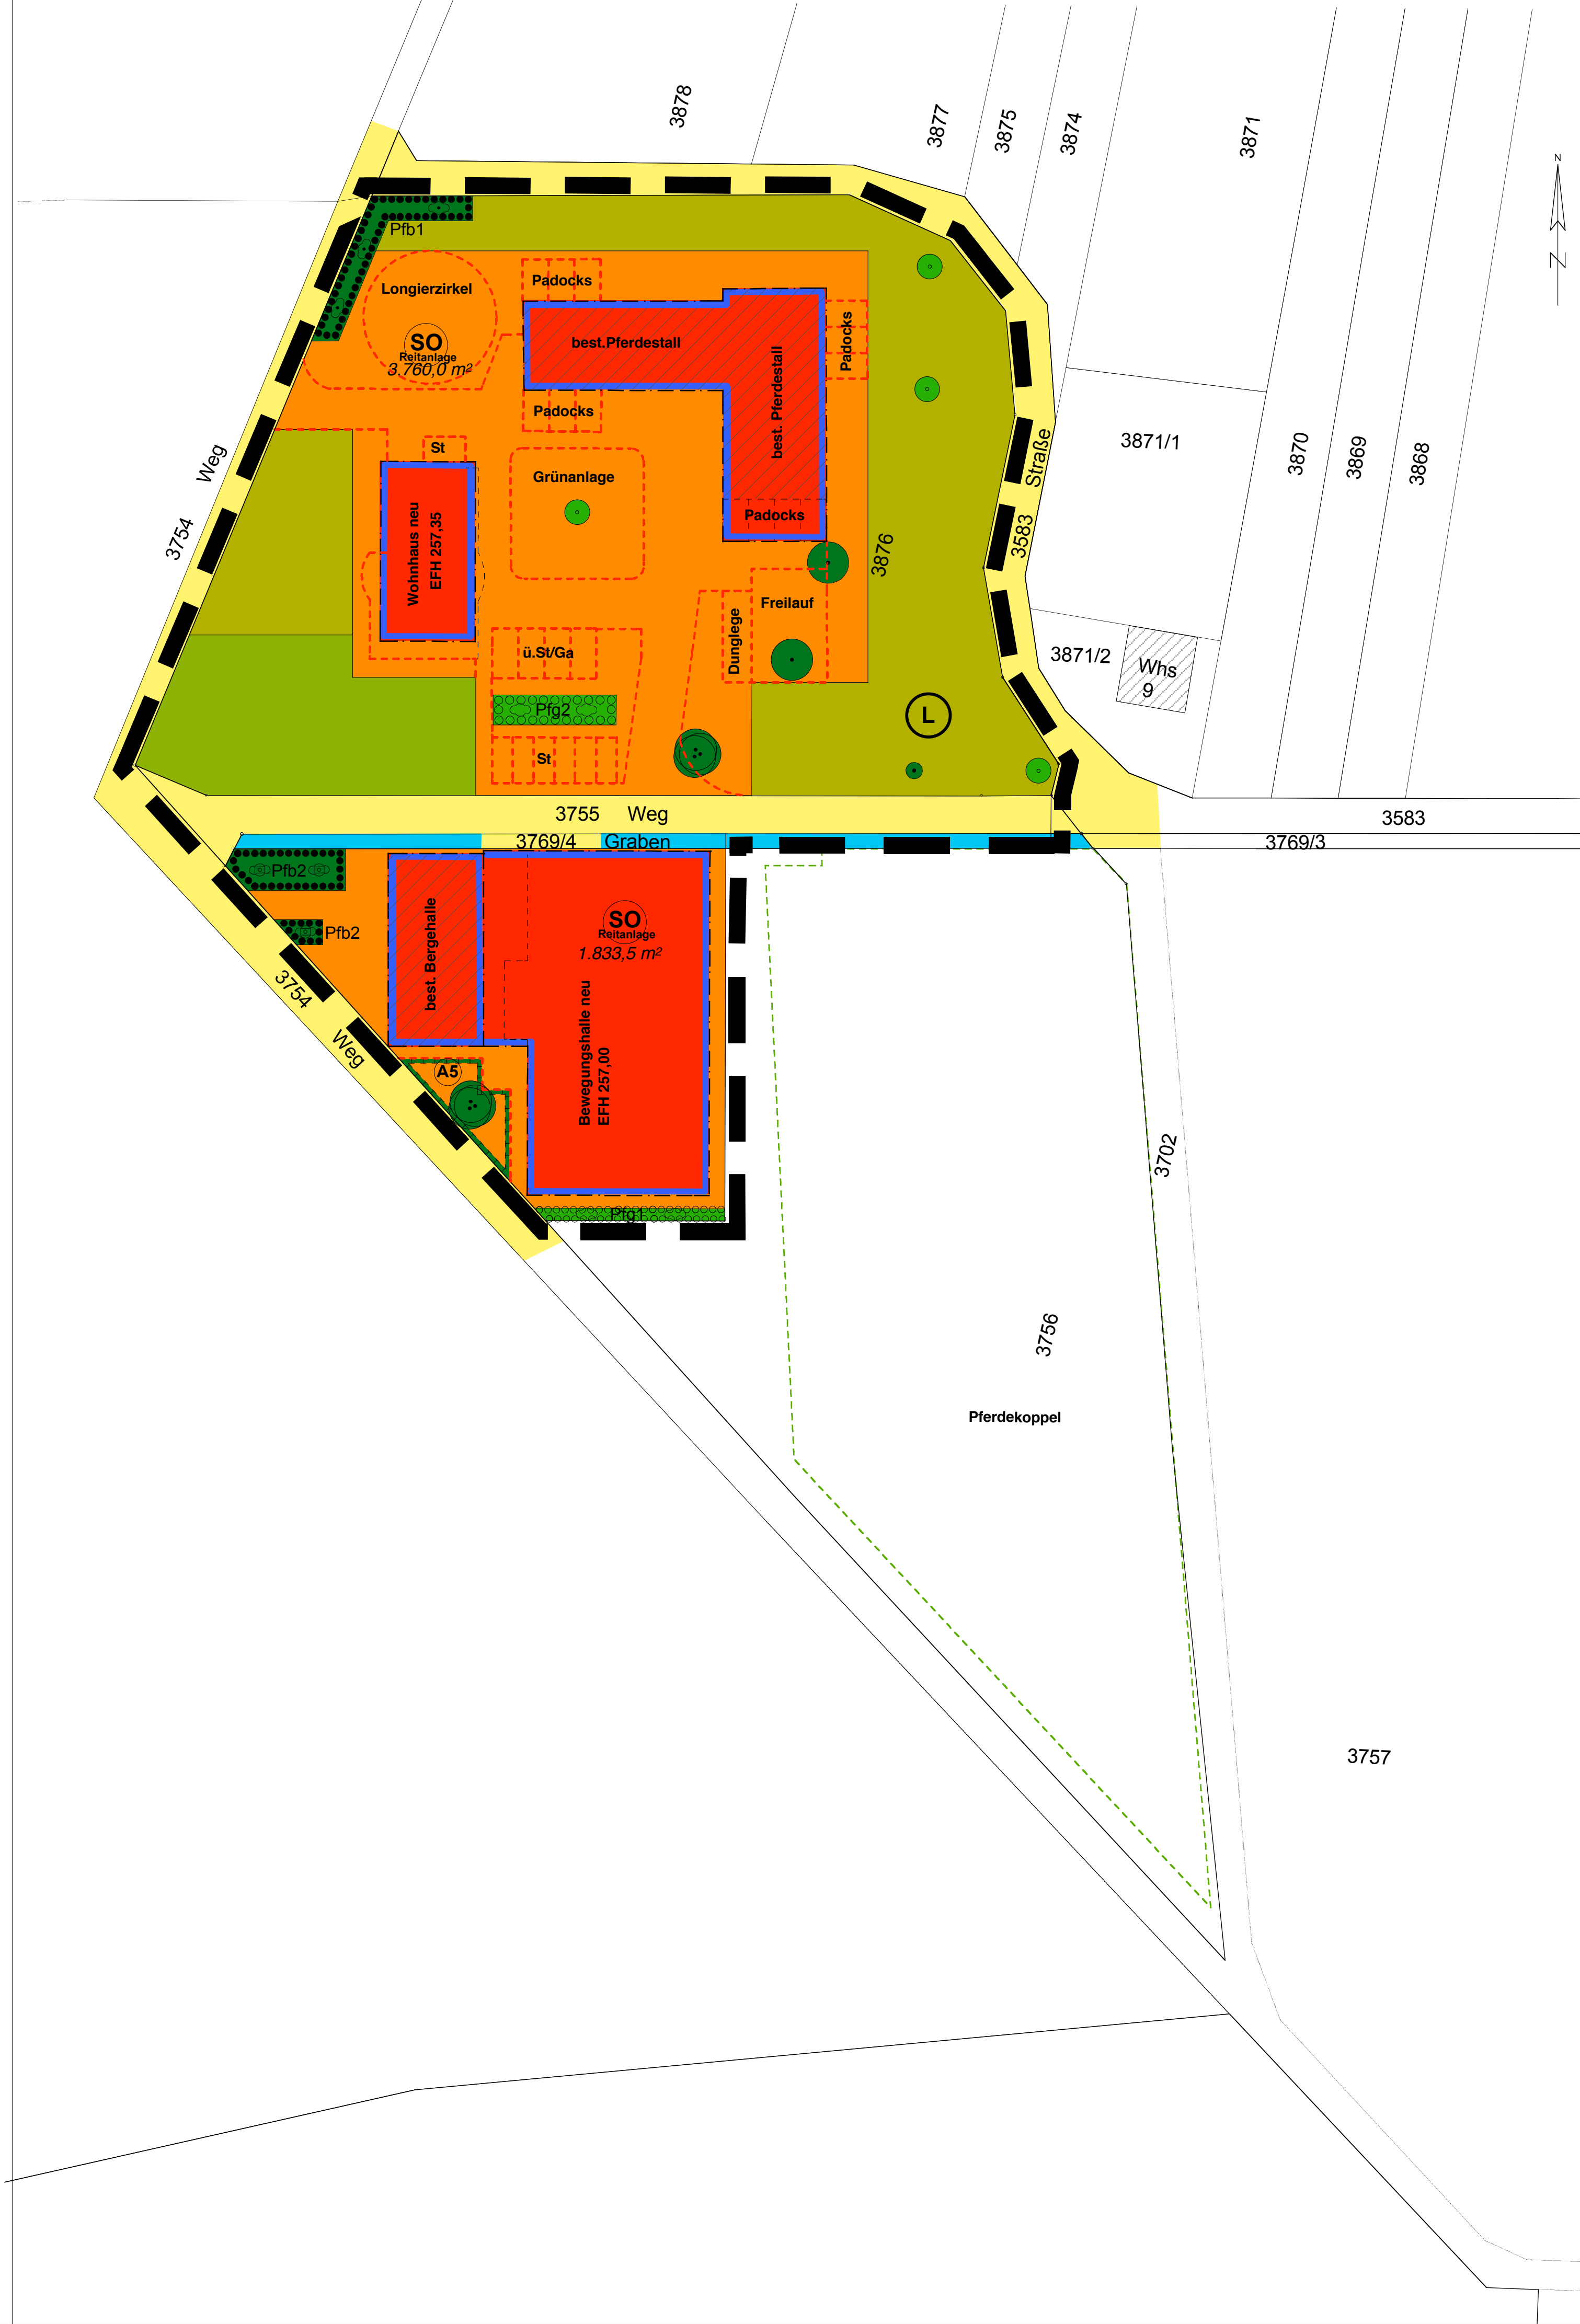 3878
3877
3875
3874
3871
N
Pfb1
Longierzirkel
SO
Reitanlage
3.760,0 m²
Padocks
best.Pferdestall
Padocks
best. Pferdestall
Padocks
Padocks
St
Grünanlage
Wohnhaus neu
EFH 257,35
3754 Weg
3876
3583 Straße
3871/1
3870
3869
3868
3871/2
Whs
9
Freilauf
Dunglege
ü.St/Ga
Pfg2
St
L
3755 Weg
3583
3769/4 Graben
3769/3
Pfb2
Pfb2
best. Bergehalle
SO
Reitanlage
1.833,5 m²
Bewegungshalle neu
EFH 257,00
3754 Weg
A5
Pfg1
3702
3756
Pferdekoppel
3757